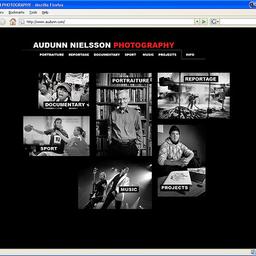 PHOTOGRAPHY - Mozilla Firefox
Bookmarks Tools Help
http://www.audunn.com/
AUDUNN NIELSSON PHOTOGRAPHY
PORTRAITURE REPORTAGE DOCUMENTARY SPORT MUSIC PROJECTS INFO
PORTRAITURE
REPORTAGE
DOCUMENTARY
SPORT
MUSIC
PROJECTS